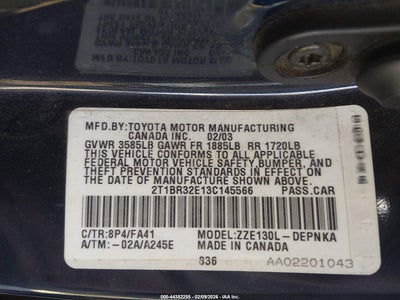 MFD.BY:TOYOTA MOTOR MANUFACTURING
CANADA INC. 02/03
GVWR 3585LB GAWR FR 1885LB RR 1720LB
THIS VEHICLE CONFORMS TO ALL APPLICABLE
FEDERAL MOTOR VEHICLE SAFETY,BUMPER, AND
THEFT PREVENTION STANDARDS IN EFFECT ON
THE DATE OF MANUFACTURE SHOWN ABOVE.
2T1BR32E13C145566 PASS.CAR
C/TR:8P4/FA41 MODEL:ZZE130L-DEPNKA
A/TM:-02A/A245E MADE IN CANADA
836 AA02201043
000-44352255 - 02/09/2026 - IAAI